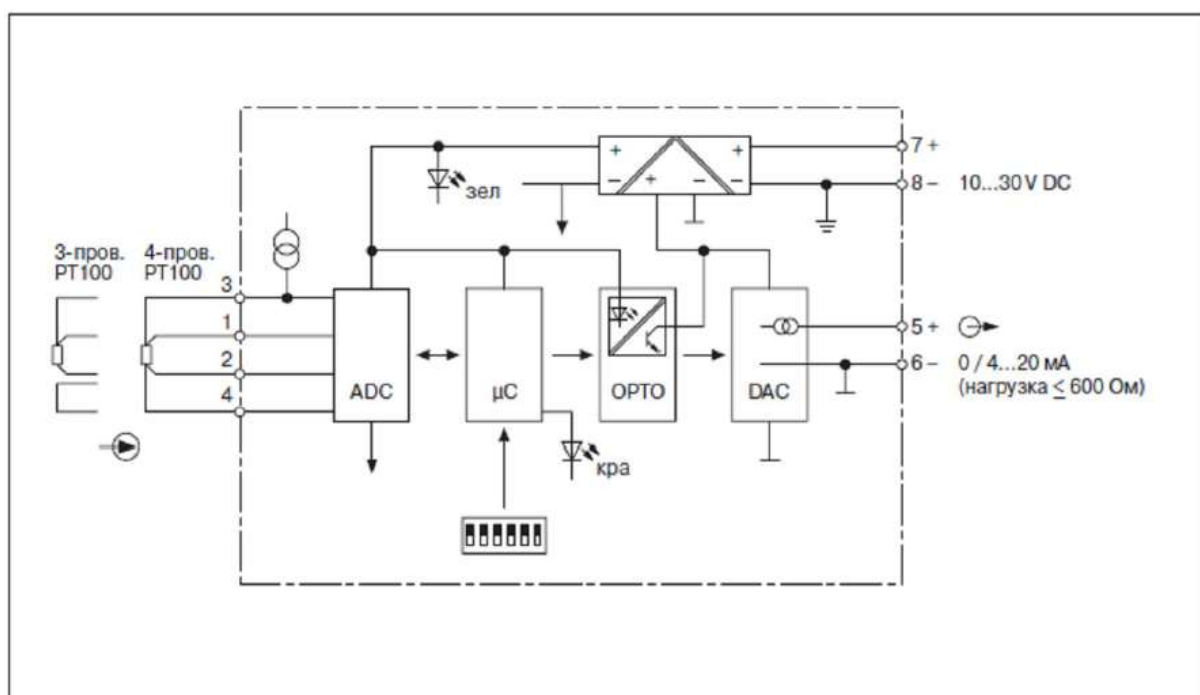 7 +
8 – 10...30 V DC
зел
3-пров. 4-пров.
PT100 PT100
3
1
2
4
5 +
6 – 0 / 4...20 мА
(нагрузка ≤ 600 Ом)
+ +
– + – –
ADC
µC
ОРТО
DAC
кра